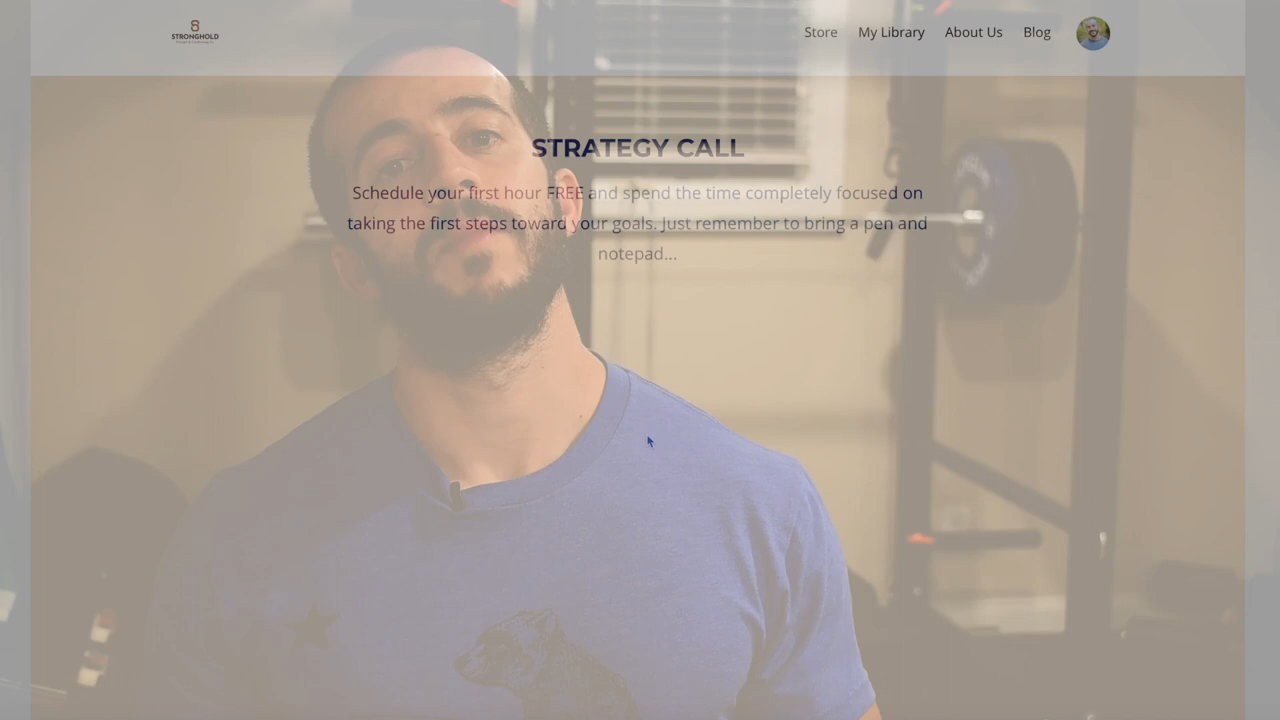 STRONGHOLD
Store
My Library
About Us
Blog
STRATEGY CALL
Schedule your first hour FREE and spend the time completely focused on
taking the first steps toward your goals. Just remember to bring a pen and
notepad...